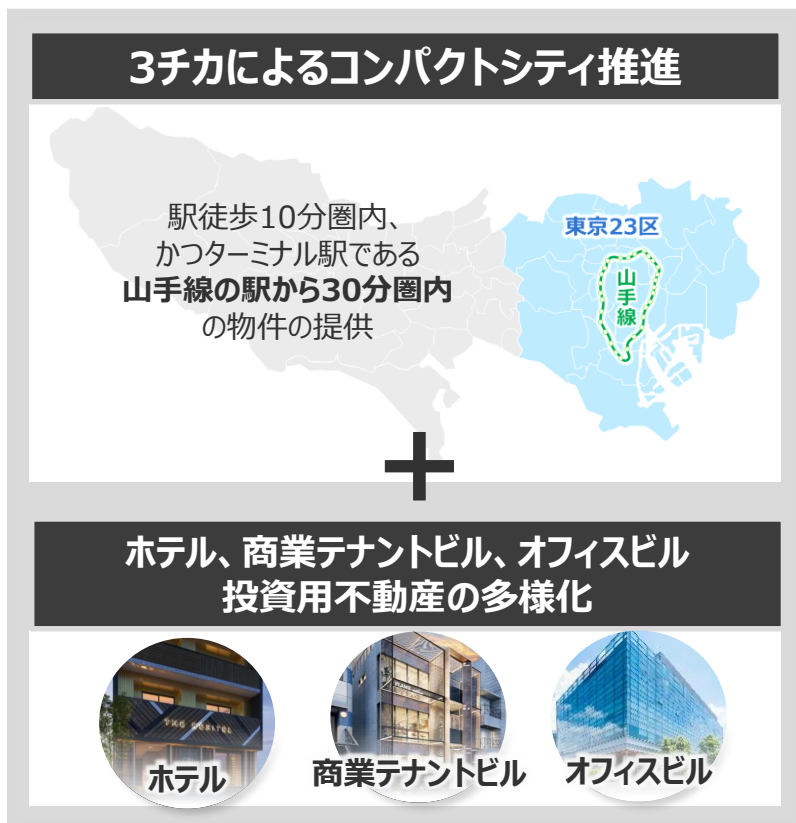 3チカによるコンパクトシティ推進
駅徒歩10分圏内、
かつターミナル駅である
山手線の駅から30分圏内
の物件の提供
東京23区
山手線
+
ホテル、商業テナントビル、オフィスビル
投資用不動産の多様化
ホテル
商業テナントビル
オフィスビル